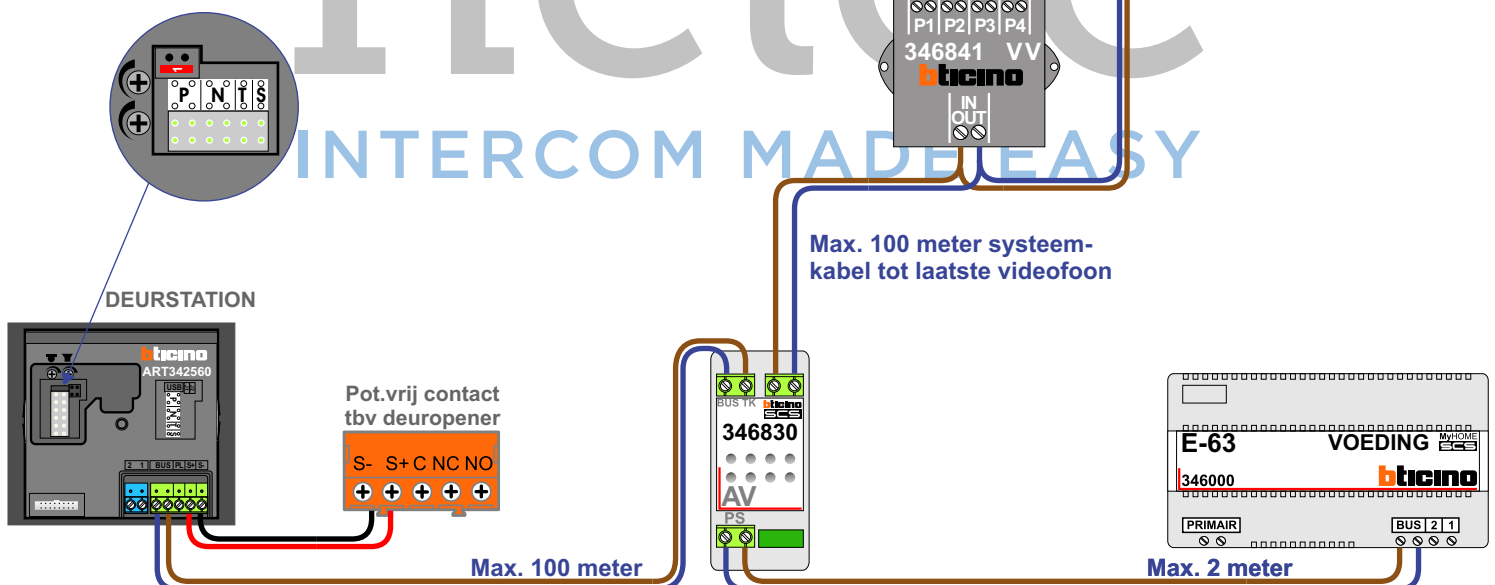 P1 P2 P3 P4
346841 VV
bticino
IN
OUT
1
P N T S
INTERCOM MADE EASY
Max. 100 meter systeem-
kabel tot laatste videofoon
DEURSTATION
bticino
ART342560
USB
P
N
T
S
2 1 BUS PL S+ S-
Pot.vrij contact
tbv deuropener
S- S+ C NC NO
BUS TK bticino
SCS
346830
AV
PS
E-63 VOEDING MyHOME
SCS
346000 bticino
PRIMAIR BUS 2 1
Max. 100 meter
Max. 2 meter